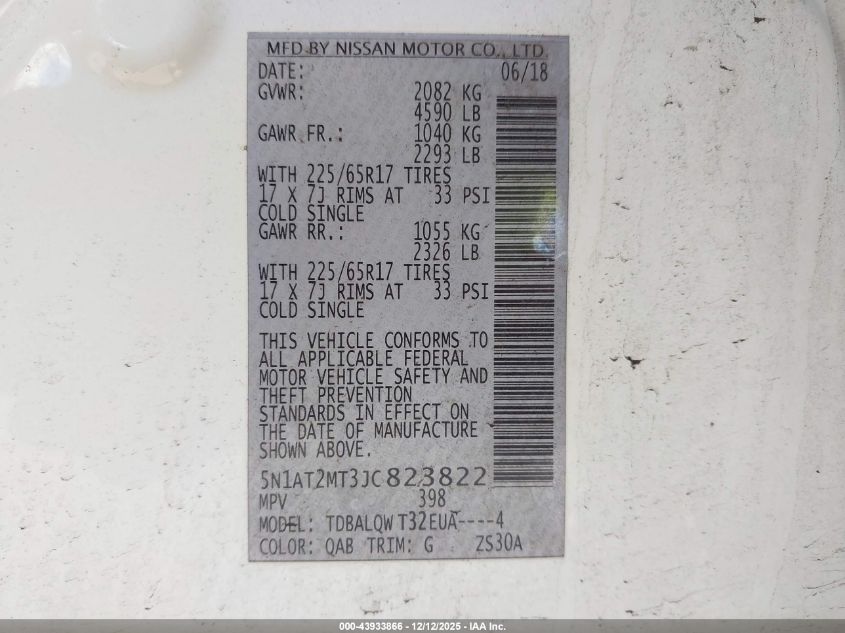 MFD BY NISSAN MOTOR CO., LTD.
DATE: 06/18
GVWR: 2082 KG
4590 LB
GAWR FR.: 1040 KG
2293 LB
WITH 225/65R17 TIRES
17 X 7J RIMS AT 33 PSI
COLD SINGLE
GAWR RR.: 1055 KG
2326 LB
WITH 225/65R17 TIRES
17 X 7J RIMS AT 33 PSI
COLD SINGLE
THIS VEHICLE CONFORMS TO
ALL APPLICABLE FEDERAL
MOTOR VEHICLE SAFETY AND
THEFT PREVENTION
STANDARDS IN EFFECT ON
THE DATE OF MANUFACTURE
SHOWN ABOVE.
5N1AT2MT3JC823822
MPV 398
MODEL: TDBALQW T32EUA----4
COLOR: QAB TRIM: G ZS30A
000-43933866 - 12/12/2025 - IAA Inc.